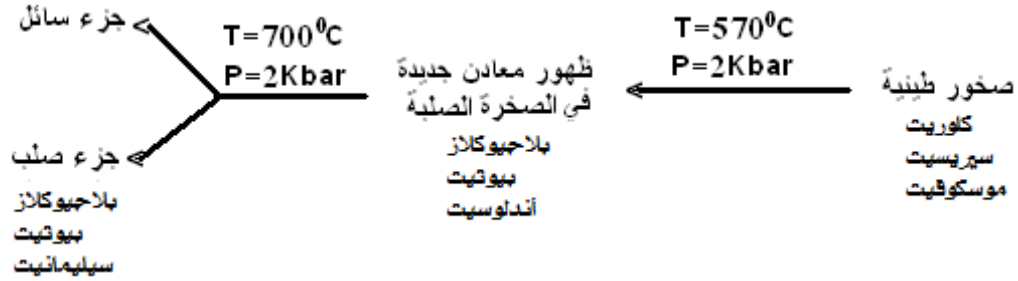 صخور طينية
كلوريت
سيريسيت
موسكوفيت
T=570⁰C
P=2Kbar
ظهور معادن جديدة
في الصخرة الصلبة
بلاجيوكلاز
بيوتيت
أندلوسيت
T=700⁰C
P=2Kbar
جزء سائل
جزء صلب
بلاجيوكلاز
بيوتيت
سيليمانيت